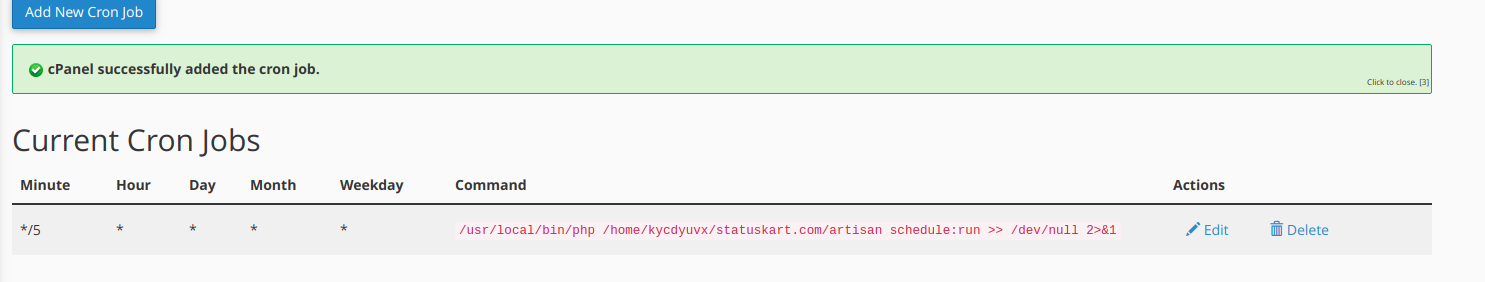 Add New Cron Job
cPanel successfully added the cron job.
Click to close. [3]
Current Cron Jobs
Minute Hour Day Month Weekday Command Actions
*/5 * * * * /usr/local/bin/php /home/kycdyuvx/statuskart.com/artisan schedule:run >> /dev/null 2>&1 Edit Delete